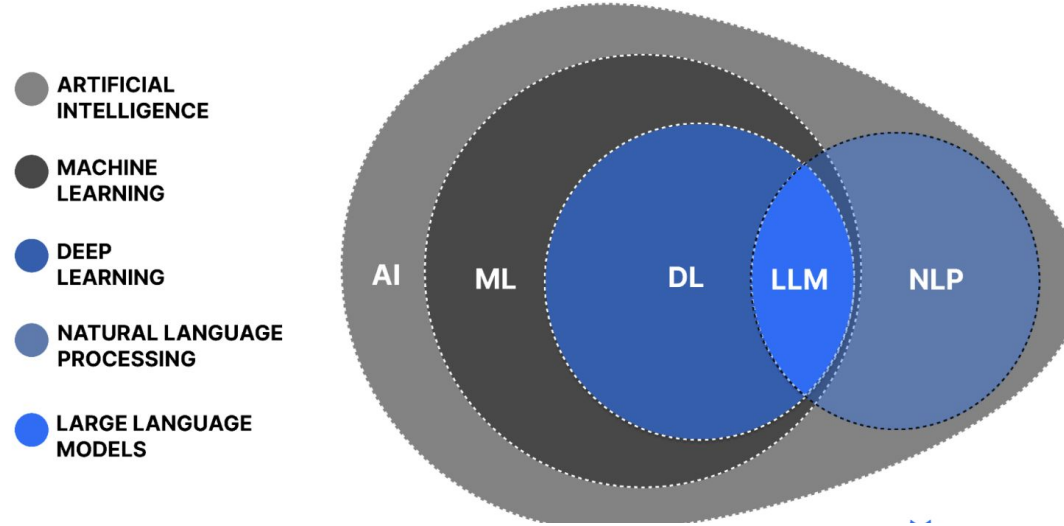 ARTIFICIAL
INTELLIGENCE
MACHINE
LEARNING
DEEP
LEARNING
NATURAL LANGUAGE
PROCESSING
LARGE LANGUAGE
MODELS
AI
ML
DL
LLM
NLP